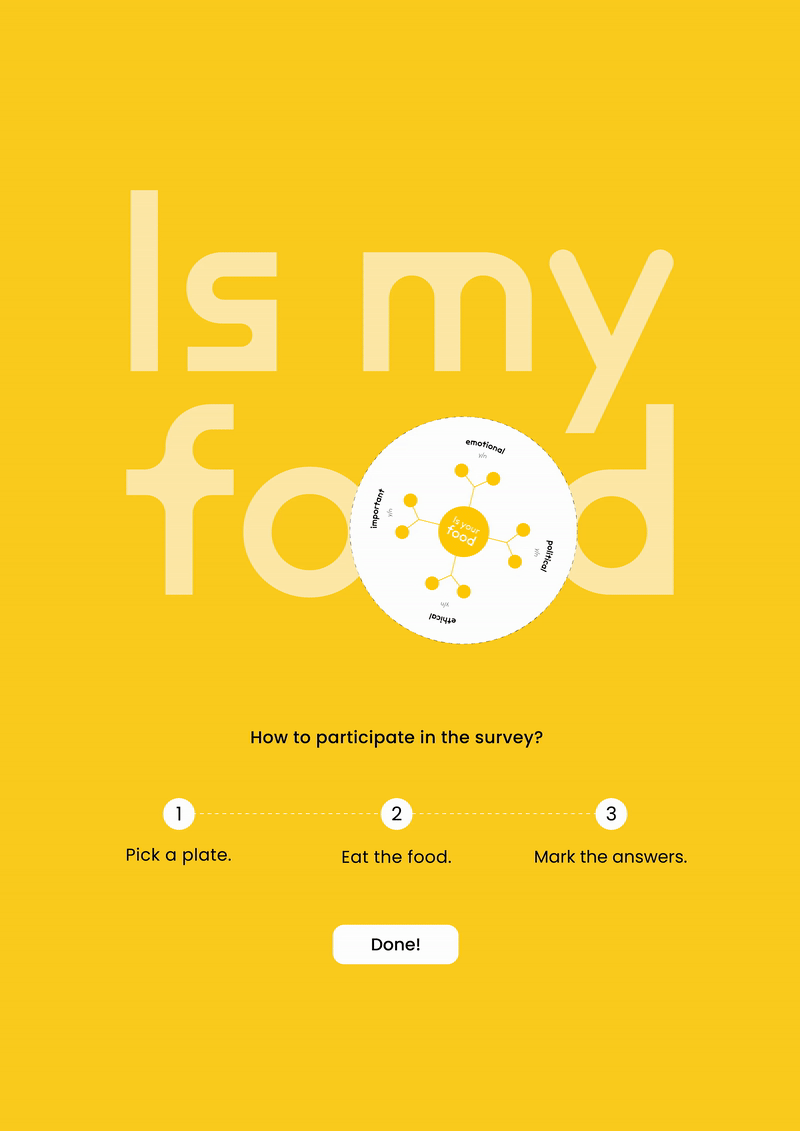 Is my
food
emotional
y/n
important
y/n
is your
food
political
y/n
y/n
ethical
How to participate in the survey?
1
2
3
Pick a plate.
Eat the food.
Mark the answers.
Done!